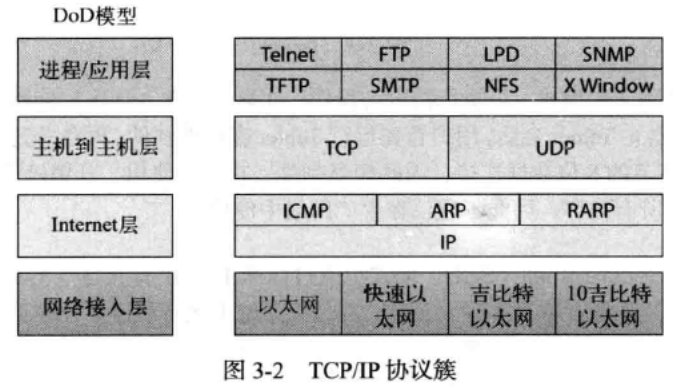 DoD模型
进程/应用层
Telnet FTP LPD SNMP
TFTP SMTP NFS X Window
主机到主机层
TCP UDP
Internet层
ICMP ARP RARP
IP
网络接入层
以太网 快速以太网 吉比特以太网 10吉比特以太网
图 3-2 TCP/IP 协议簇